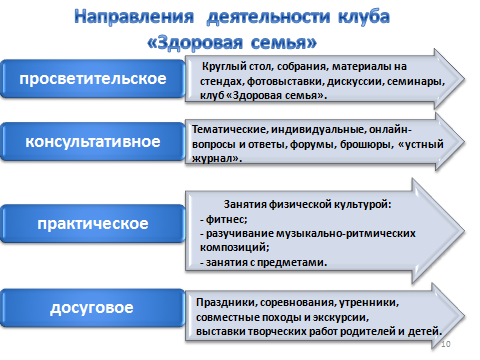 Направления деятельности клуба
«Здоровая семья»
просветительское
Круглый стол, собрания, материалы на
стендах, фотовыставки, дискуссии, семинары,
клуб «Здоровая семья».
консультативное
Тематические, индивидуальные, онлайн-
вопросы и ответы, форумы, брошюры, «устный
журнал».
практическое
Занятия физической культурой:
- фитнес;
- разучивание музыкально-ритмических
композиций;
- занятия с предметами.
досуговое
Праздники, соревнования, утренники,
совместные походы и экскурсии,
выставки творческих работ родителей и детей.
10